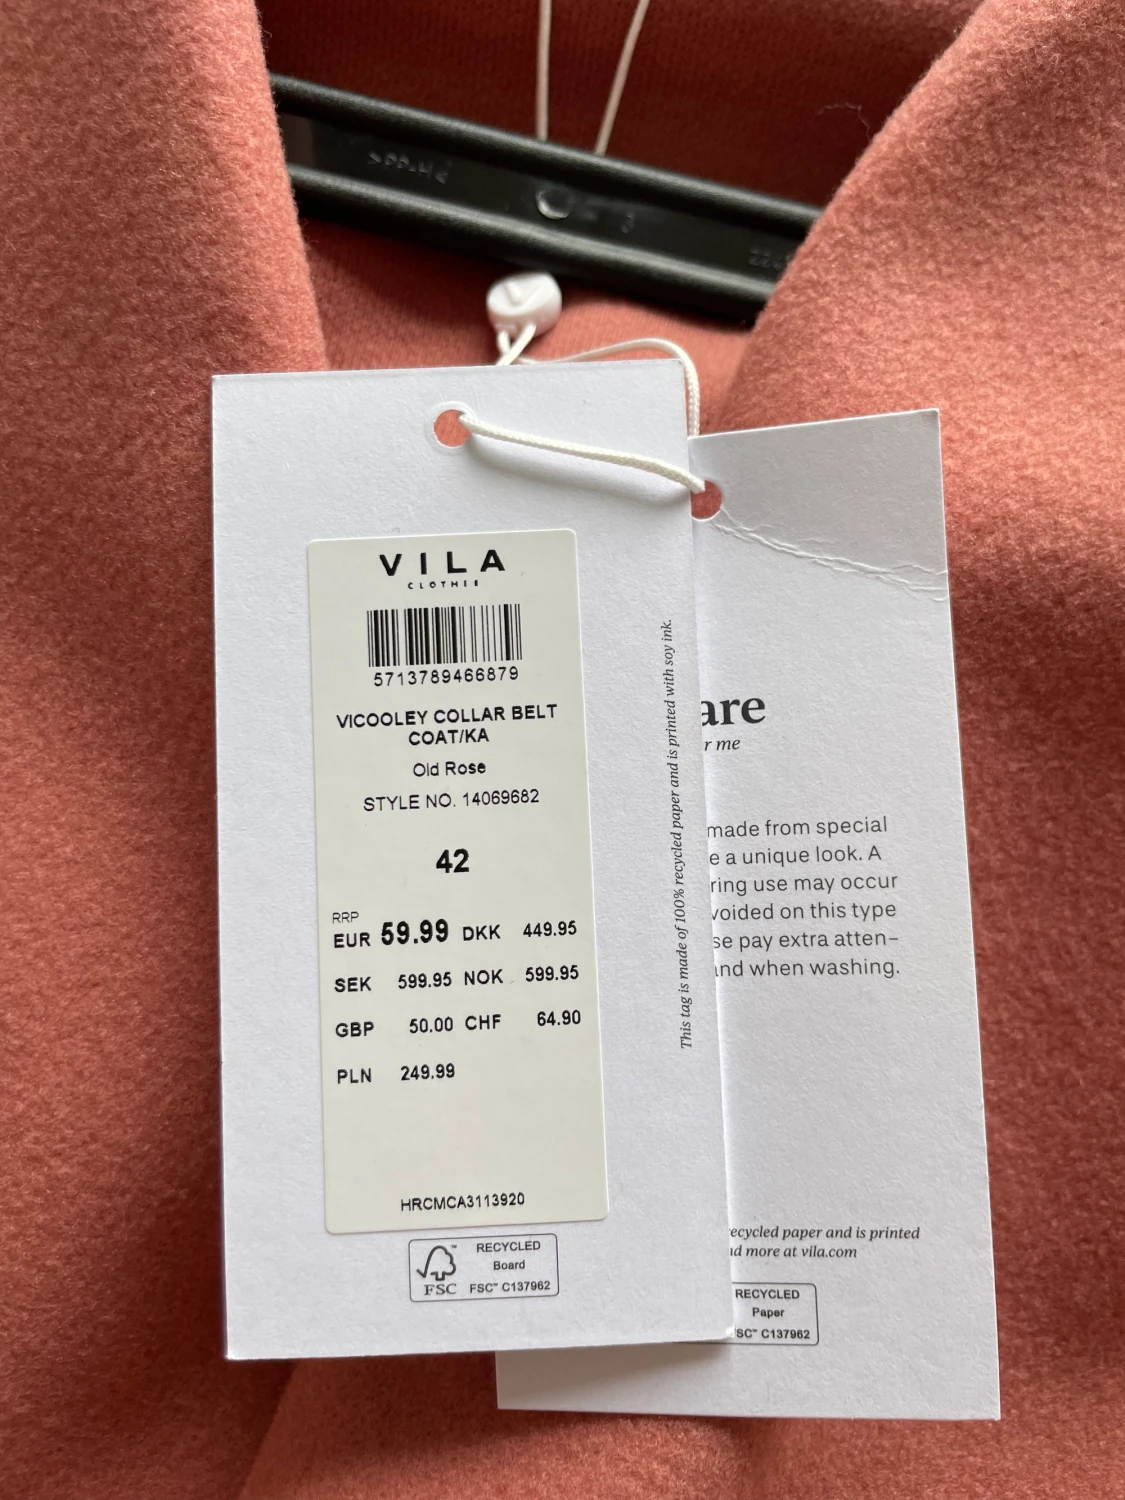 VILA
CLOTHES
5713789466879
VICOOLEY COLLAR BELT
COAT/KA
Old Rose
STYLE NO. 14069682
42
RRP
EUR 59.99 DKK 449.95
SEK 599.95 NOK 599.95
GBP 50.00 CHF 64.90
PLN 249.99
HRCMCA3113920
FSC™
RECYCLED
Board
FSC™ C137962
This tag is made of 100% recycled paper and is printed with soy ink.
are
r me
made from special
e a unique look. A
ring use may occur
voided on this type
se pay extra atten-
and when washing.
recycled paper and is printed
ad more at vila.com
RECYCLED
Paper
SC™ C137962